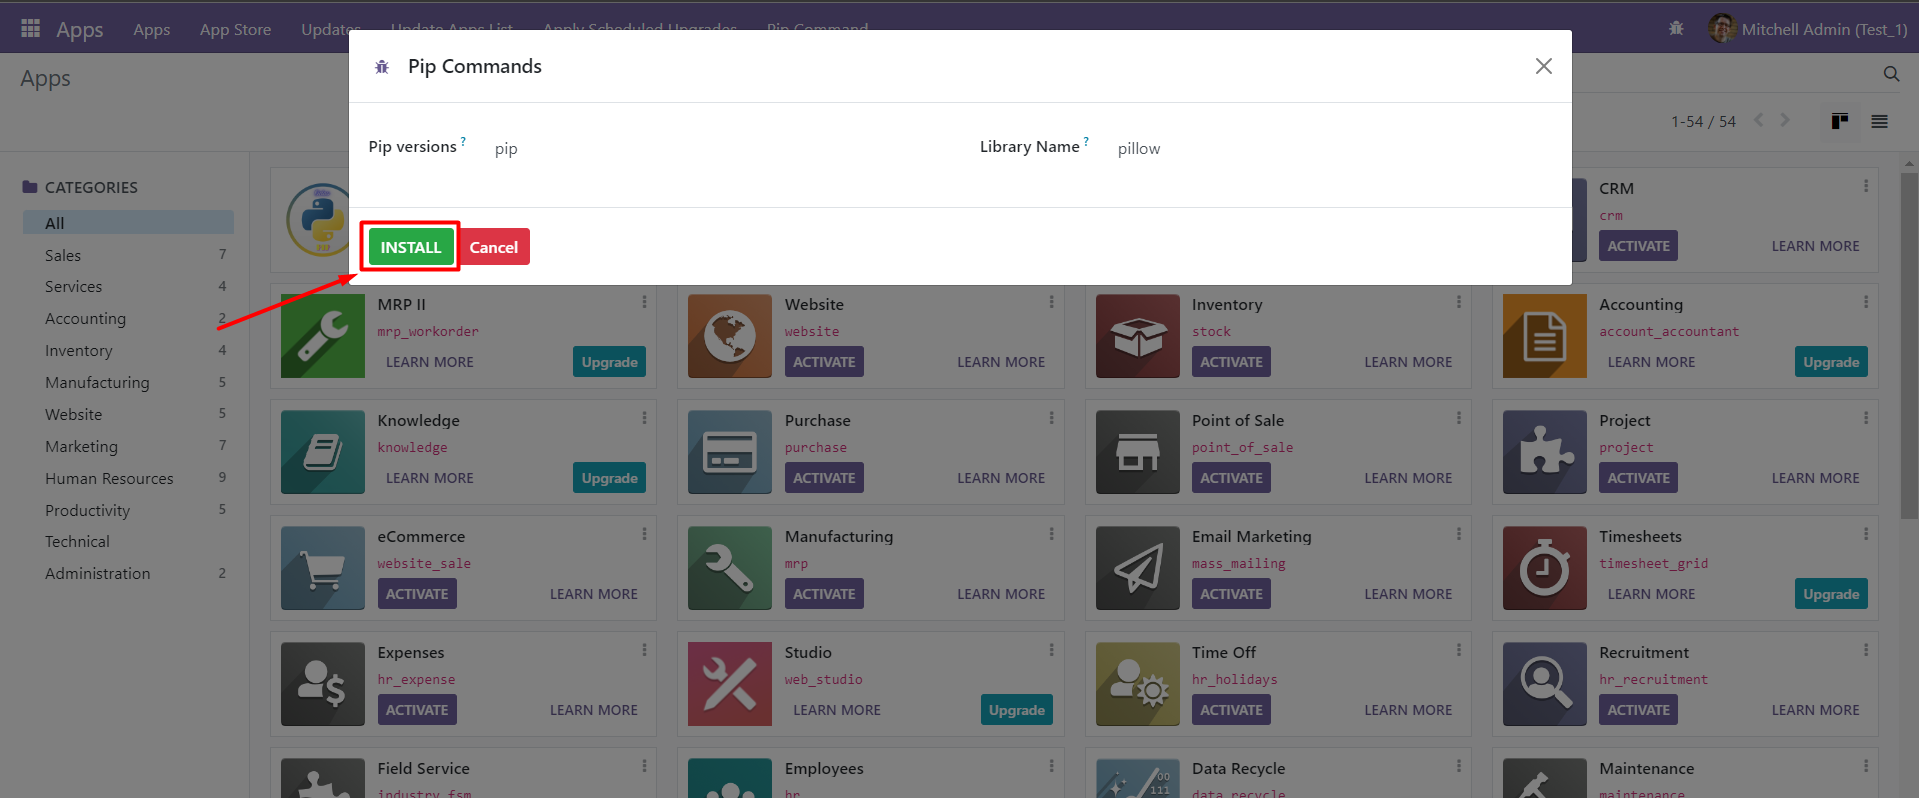 Apps
Apps
App Store
Updates
Update Apps List
Apply Scheduled Upgrades
Pip Command
Mitchell Admin (Test_1)
Pip Commands
Apps
1-54 / 54
Pip versions ?
pip
Library Name ?
pillow
INSTALL
Cancel
CATEGORIES
All
Sales 7
Services 4
Accounting 2
Inventory 4
Manufacturing 5
Website 5
Marketing 7
Human Resources 9
Productivity 5
Technical
Administration 2
CRM
crm
ACTIVATE
LEARN MORE
MRP II
mrp_workorder
LEARN MORE
Upgrade
Website
website
ACTIVATE
LEARN MORE
Inventory
stock
ACTIVATE
LEARN MORE
Accounting
account_accountant
LEARN MORE
Upgrade
Knowledge
knowledge
LEARN MORE
Upgrade
Purchase
purchase
ACTIVATE
LEARN MORE
Point of Sale
point_of_sale
ACTIVATE
LEARN MORE
Project
project
ACTIVATE
LEARN MORE
eCommerce
website_sale
ACTIVATE
LEARN MORE
Manufacturing
mrp
ACTIVATE
LEARN MORE
Email Marketing
mass_mailing
ACTIVATE
LEARN MORE
Timesheets
timesheet_grid
LEARN MORE
Upgrade
Expenses
hr_expense
ACTIVATE
LEARN MORE
Studio
web_studio
LEARN MORE
Upgrade
Time Off
hr_holidays
ACTIVATE
LEARN MORE
Recruitment
hr_recruitment
ACTIVATE
LEARN MORE
Field Service
industry_fsm
Employees
hr
Data Recycle
data_recycle
00
111
Maintenance
maintenance